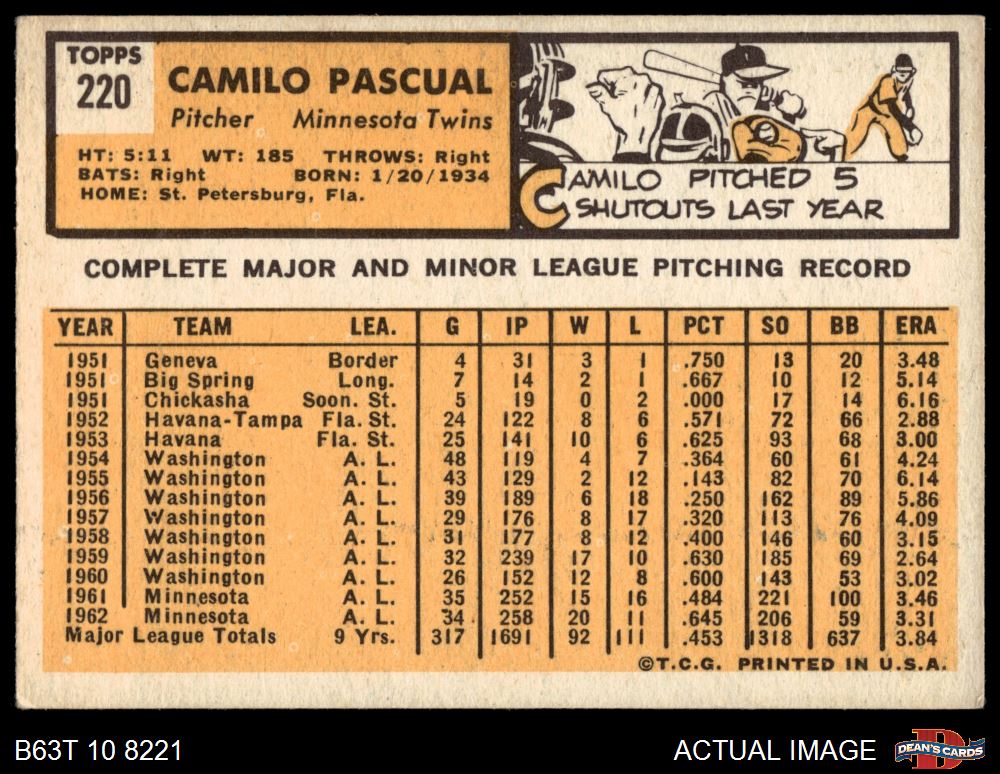 TOPPS
220
CAMILO PASCUAL
Pitcher Minnesota Twins
HT: 5:11 WT: 185 THROWS: Right
BATS: Right BORN: 1/20/1934
HOME: St. Petersburg, Fla.
CAMILO PITCHED 5
SHUTOUTS LAST YEAR
COMPLETE MAJOR AND MINOR LEAGUE PITCHING RECORD
YEAR TEAM LEA. G IP W L PCT SO BB ERA
1951 Geneva Border 4 31 3 1 .750 13 20 3.48
1951 Big Spring Long. 7 14 2 1 .667 10 12 5.14
1951 Chickasha Soon. St. 5 19 0 2 .000 17 14 6.16
1952 Havana-Tampa Fla. St. 24 122 8 6 .571 72 66 2.88
1953 Havana Fla. St. 25 141 10 6 .625 93 68 3.00
1954 Washington A. L. 48 119 4 7 .364 60 61 4.24
1955 Washington A. L. 43 129 2 12 .143 82 70 6.14
1956 Washington A. L. 39 189 6 18 .250 162 89 5.86
1957 Washington A. L. 29 176 8 17 .320 113 76 4.09
1958 Washington A. L. 31 177 8 12 .400 146 60 3.15
1959 Washington A. L. 32 239 17 10 .630 185 69 2.64
1960 Washington A. L. 26 152 12 8 .600 143 53 3.02
1961 Minnesota A. L. 35 252 15 16 .484 221 100 3.46
1962 Minnesota A. L. 34 258 20 11 .645 206 59 3.31
Major League Totals 9 Yrs. 317 1691 92 111 .453 1318 637 3.84
©T.C.G. PRINTED IN U.S.A.
B63T 10 8221
ACTUAL IMAGE
DEAN'S CARDS